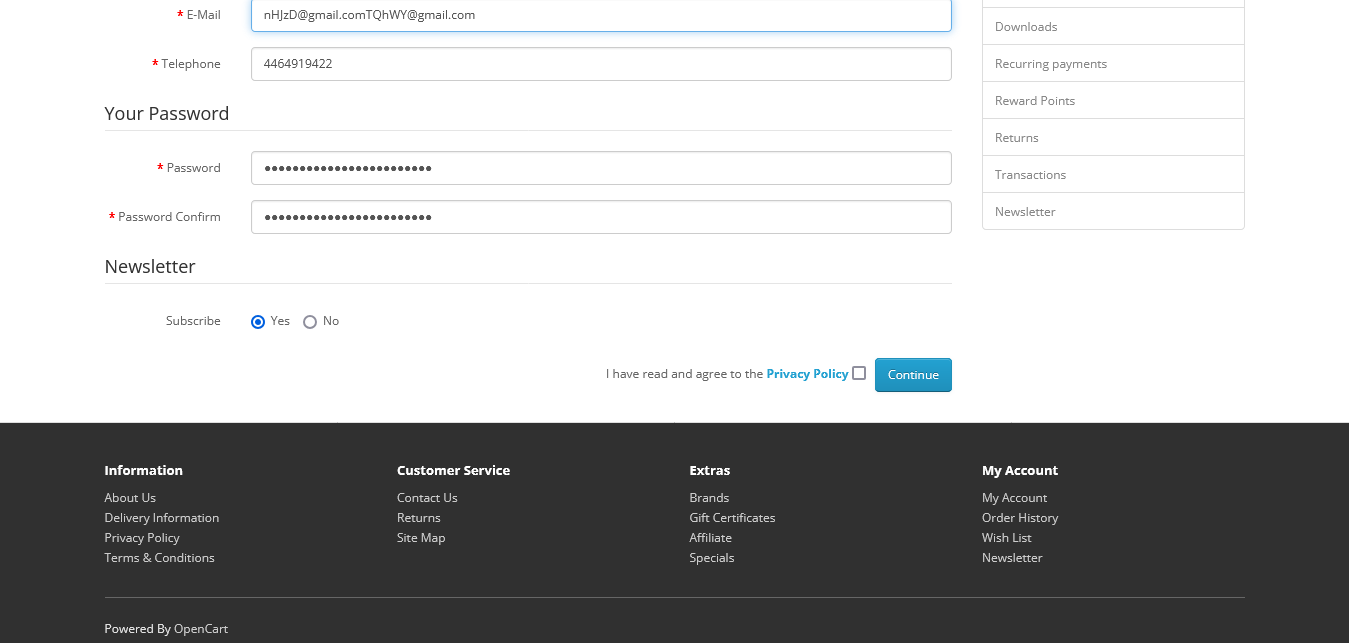 * E-Mail
nHJzD@gmail.comTQhWY@gmail.com
* Telephone
4464919422
Your Password
* Password
••••••••••••••••••••••••
* Password Confirm
••••••••••••••••••••••••
Newsletter
Subscribe
Yes No
I have read and agree to the Privacy Policy
Continue
Downloads
Recurring payments
Reward Points
Returns
Transactions
Newsletter
Information
About Us
Delivery Information
Privacy Policy
Terms & Conditions
Customer Service
Contact Us
Returns
Site Map
Extras
Brands
Gift Certificates
Affiliate
Specials
My Account
My Account
Order History
Wish List
Newsletter
Powered By OpenCart